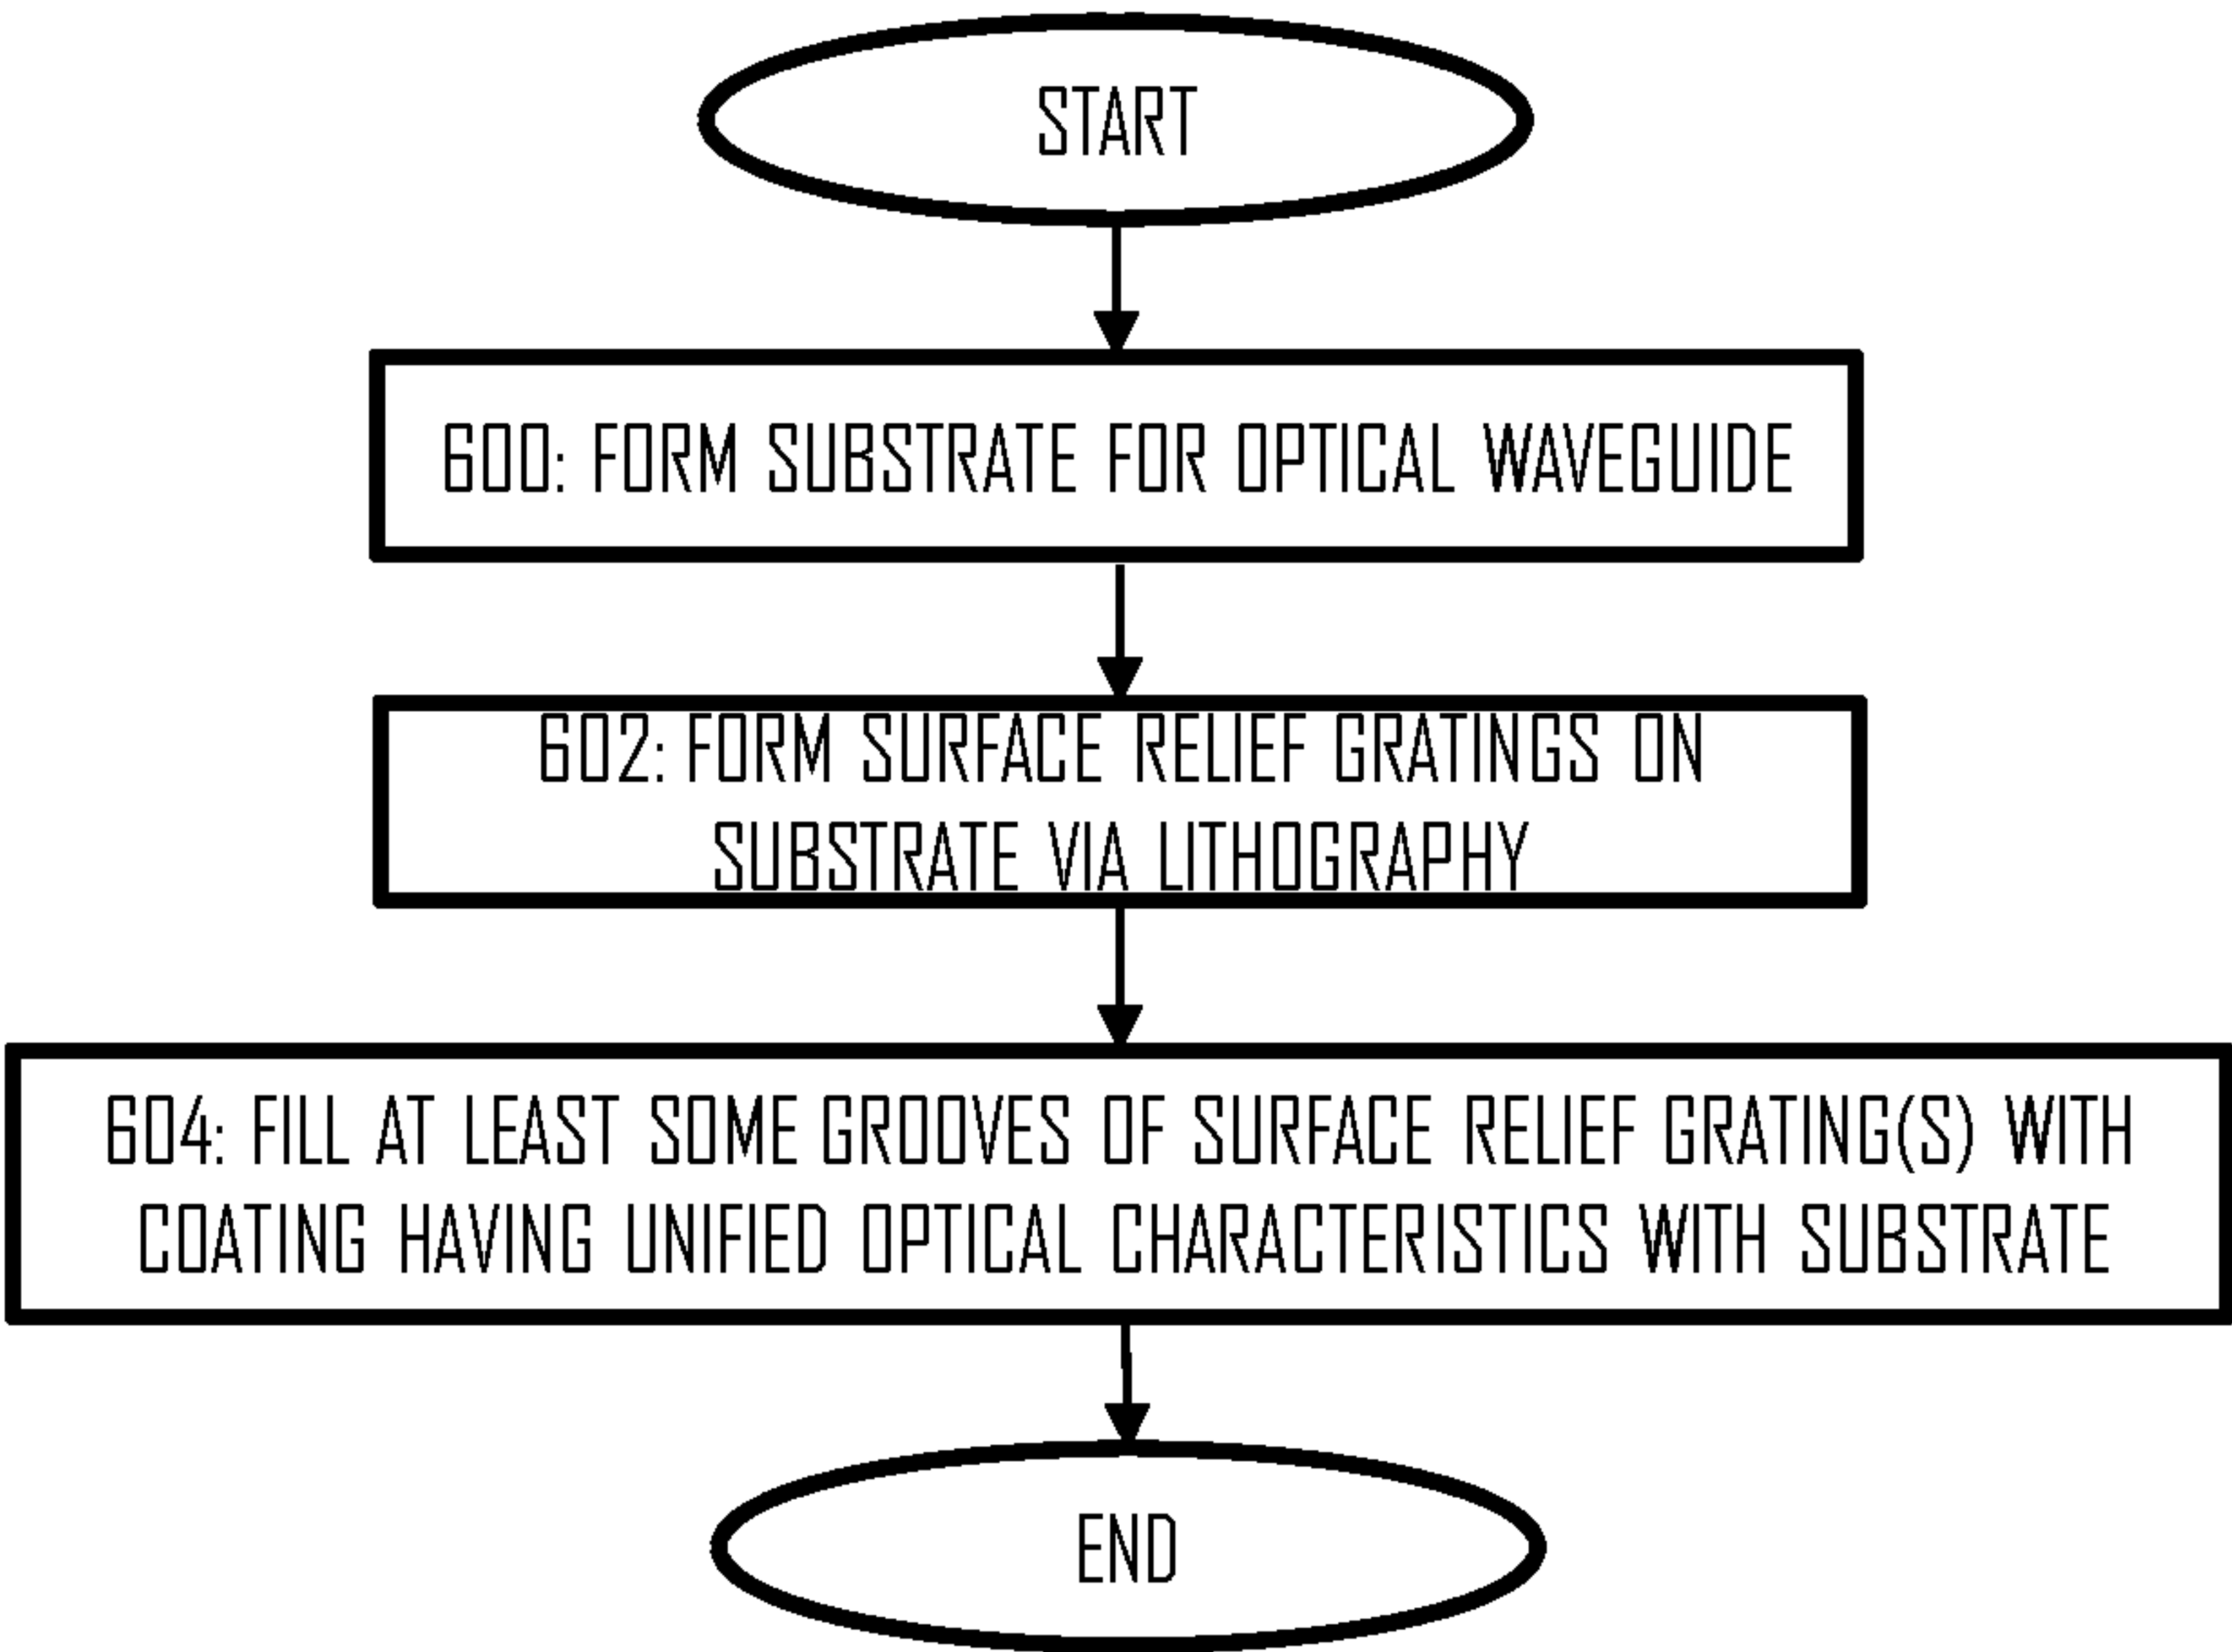 START
600: FORM SUBSTRATE FOR OPTICAL WAVEGUIDE
602: FORM SURFACE RELIEF GRATINGS ON
SUBSTRATE VIA LITHOGRAPHY
604: FILL AT LEAST SOME GROOVES OF SURFACE RELIEF GRATING(S) WITH
COATING HAVING UNIFIED OPTICAL CHARACTERISTICS WITH SUBSTRATE
END